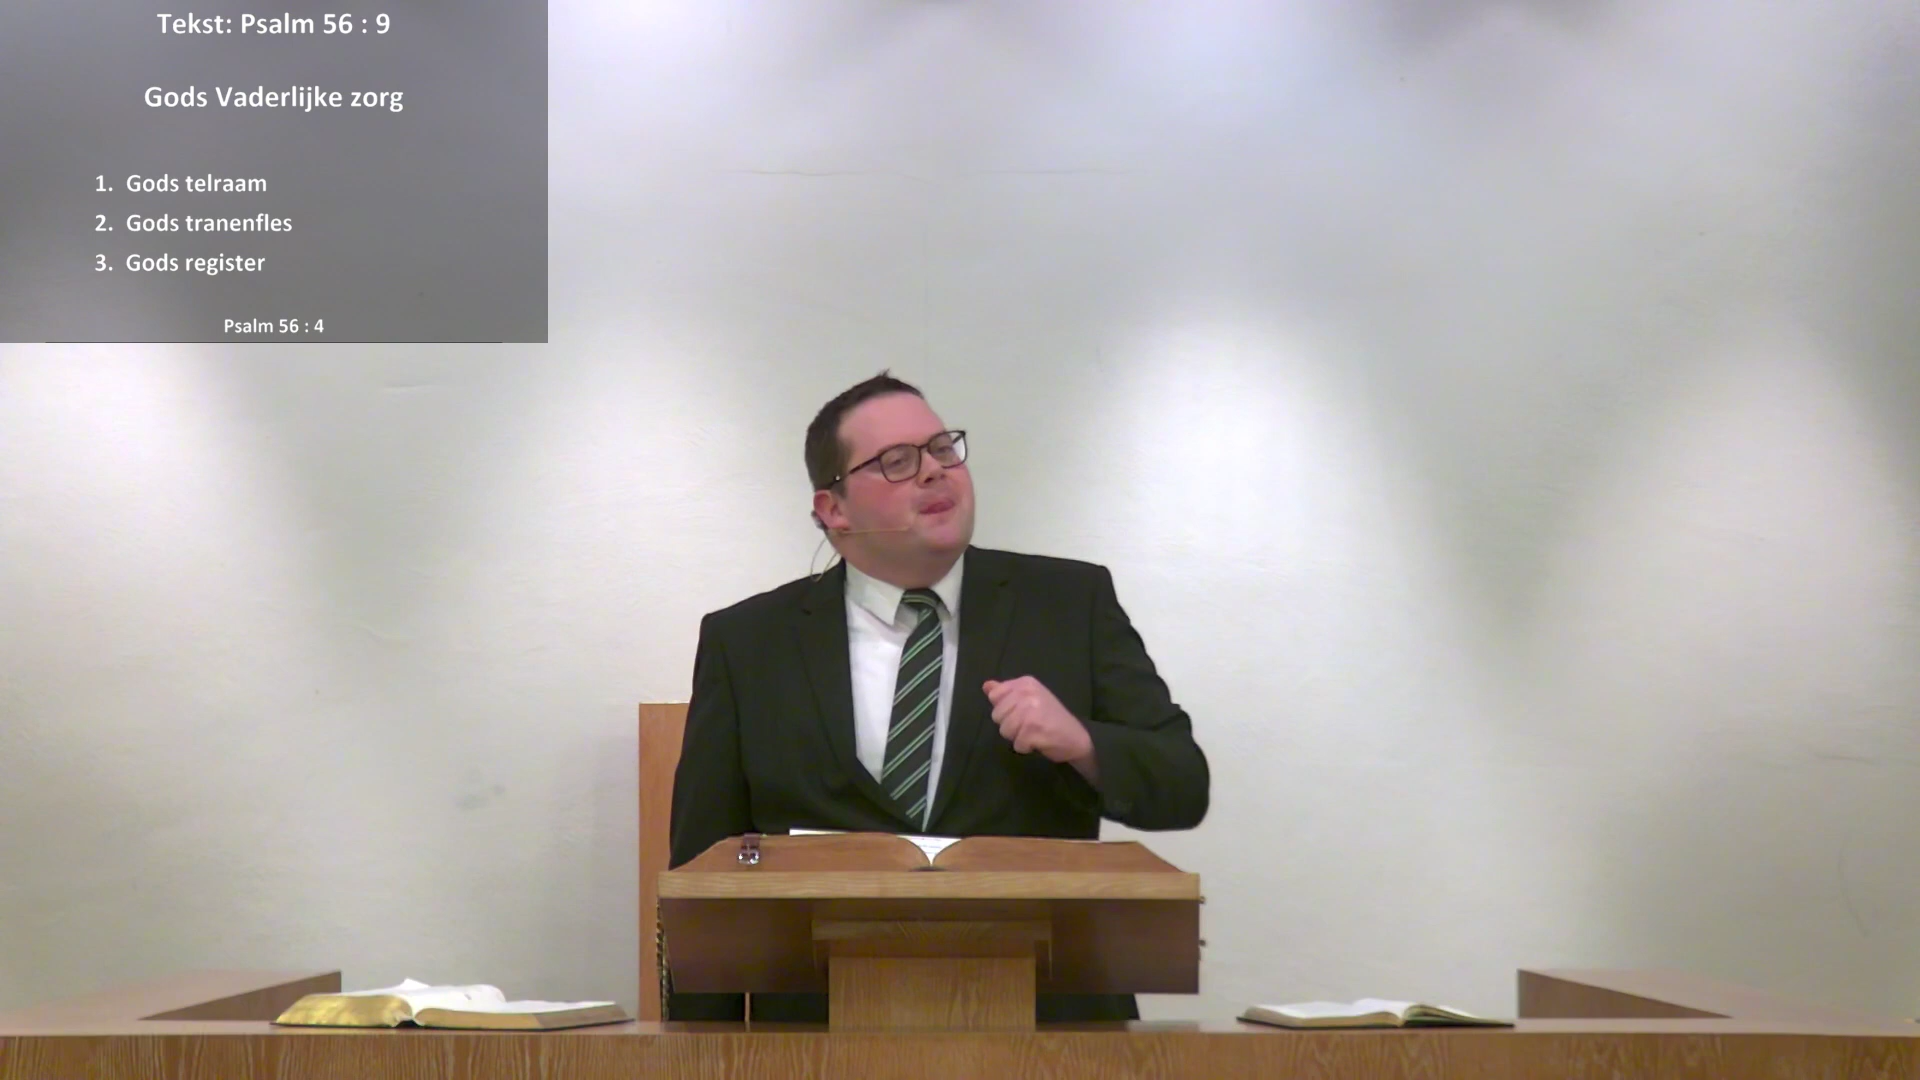 Tekst: Psalm 56 : 9
Gods Vaderlijke zorg
1. Gods telraam
2. Gods tranenfles
3. Gods register
Psalm 56 : 4